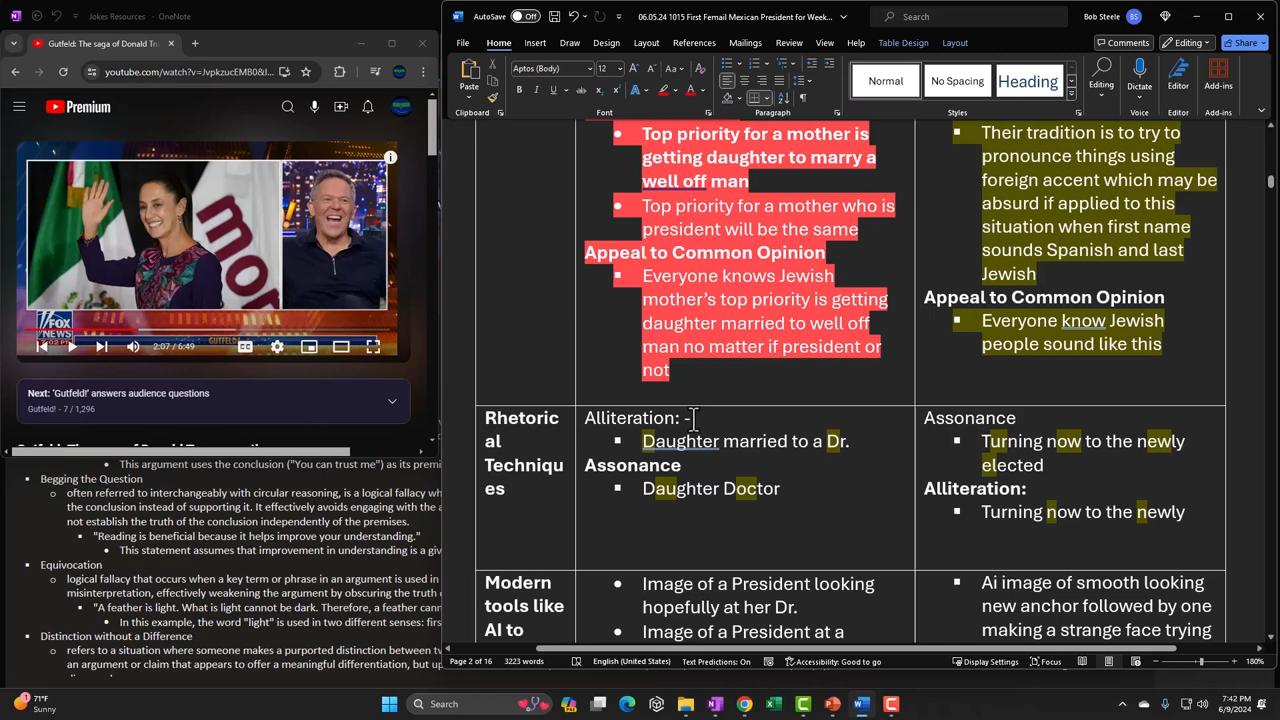 Jokes Resources - OneNote
Gutfeld: The saga of Donald Tru
youtube.com/watch?v=JvpkzucEMB0&l...
Premium
mon
FOX
NEWS
GUTFELD!
2:07 / 6:49
Next: 'Gutfeld!' answers audience questions
Gutfeld! - 7 / 1,296
This argument uses the conclusion ("You can trust me") as its premis
Begging the Question
often referred to interchangeably with circular reasoning, is a logical fallacy wh
the conclusion instead of supporting it. It effectively avoids engaging with the
not establish the truth of the conclusion independently of the premises.
"Reading is beneficial because it helps improve your understanding."
This statement assumes that improvement in understanding is a
Equivocation
logical fallacy that occurs when a key term or phrase in an argument is used in
misinterpretation, effectively weakening the argument by obscuring the truth
"A feather is light. What is light cannot be dark. Therefore, a feather cann
In this example, the word "light" is used in two different senses: first
Distinction without a Difference
refers to a situation where someone makes a purported distinction between tw
an argument or claim that appears to offer a meaningful differentiation, but up
AutoSave Off
06.05.24 1015 First Femail Mexican President for Week...
Search
Bob Steele BS
File Home Insert Draw Design Layout References Mailings Review View Help Table Design Layout
Comments Editing Share
Paste
Aptos (Body) 12
Normal No Spacing Heading
Editing Dictate Editor Add-ins
Clipboard Font Paragraph Styles Voice Editor Add-ins
Top priority for a mother is
getting daughter to marry a
well off man
Top priority for a mother who is
president will be the same
Appeal to Common Opinion
Everyone knows Jewish
mother's top priority is getting
daughter married to well off
man no matter if president or
not
Their tradition is to try to
pronounce things using
foreign accent which may be
absurd if applied to this
situation when first name
sounds Spanish and last
Jewish
Appeal to Common Opinion
Everyone know Jewish
people sound like this
Rhetoric
al
Techniqu
es
Alliteration: -
Daughter married to a Dr.
Assonance
Daughter Doctor
Assonance
Turning now to the newly
elected
Alliteration:
Turning now to the newly
Modern
tools like
AI to
Image of a President looking
hopefully at her Dr.
Image of a President at a
Ai image of smooth looking
new anchor followed by one
making a strange face trying
Page 2 of 16 3223 words English (United States) Text Predictions: On Accessibility: Good to go Display Settings Focus 180%
71°F
Sunny
Search
7:42 PM
6/9/2024